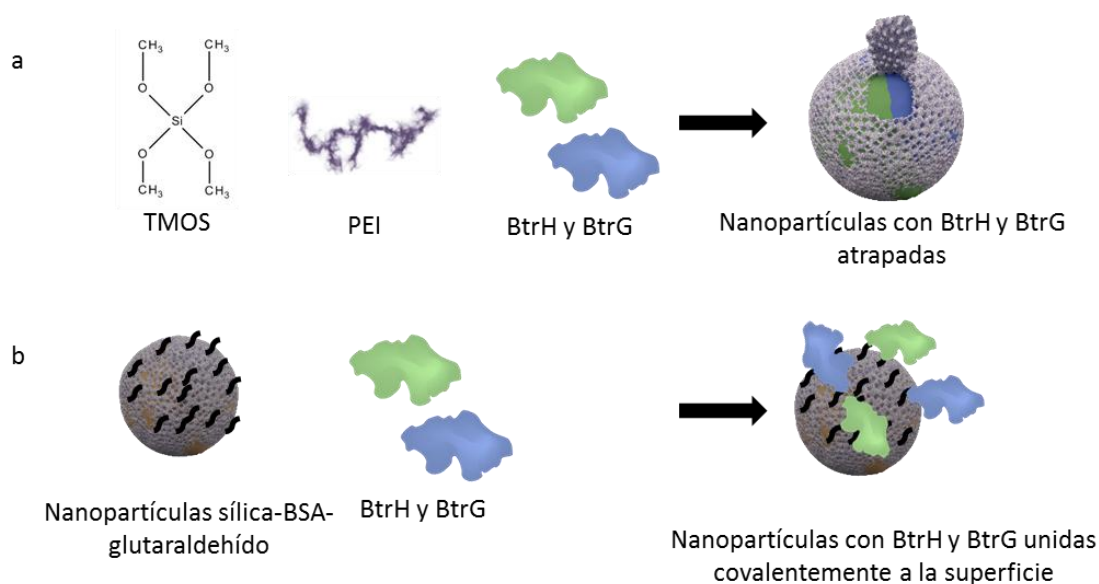 a
CH₃ CH₃
O O
Si
O O
CH₃ CH₃
TMOS
PEI
BtrH y BtrG
Nanopartículas con BtrH y BtrG
atrapadas
b
Nanopartículas sílica-BSA-
glutaraldehído
BtrH y BtrG
Nanopartículas con BtrH y BtrG unidas
covalentemente a la superficie